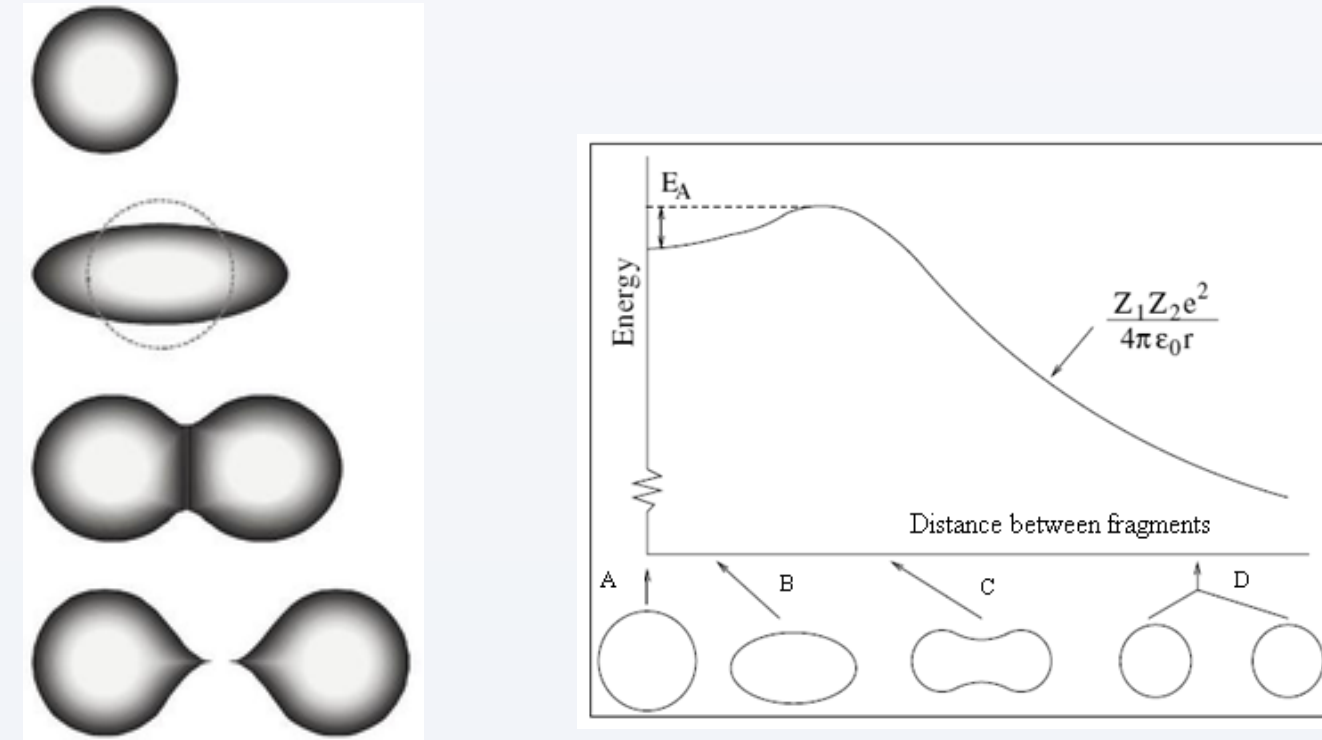 E_A
Energy
Z₁Z₂e²
4πε₀r
Distance between fragments
A
B
C
D